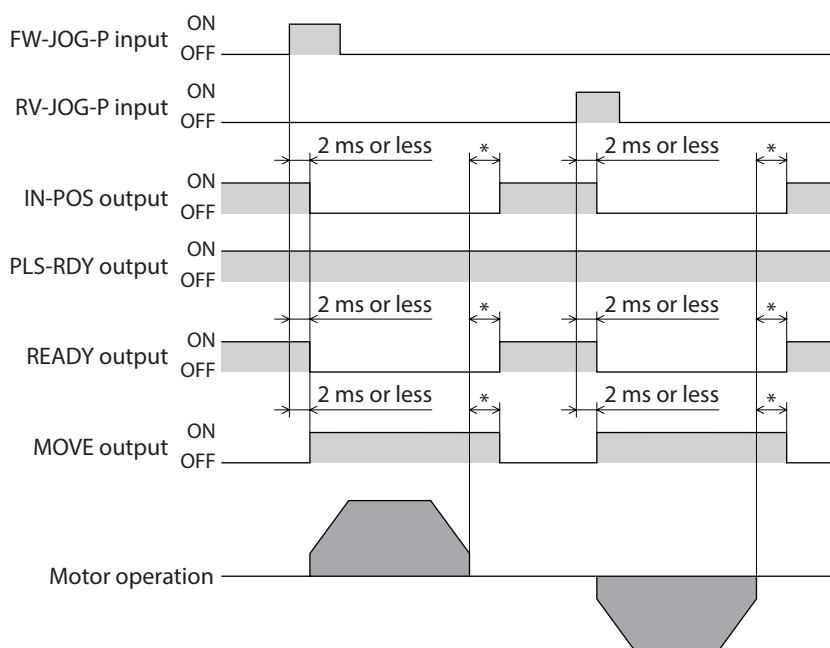 FW-JOG-P input ON
OFF
RV-JOG-P input ON
OFF
2 ms or less * 2 ms or less *
IN-POS output ON
OFF
PLS-RDY output ON
OFF
2 ms or less * 2 ms or less *
READY output ON
OFF
2 ms or less * 2 ms or less *
MOVE output ON
OFF
Motor operation